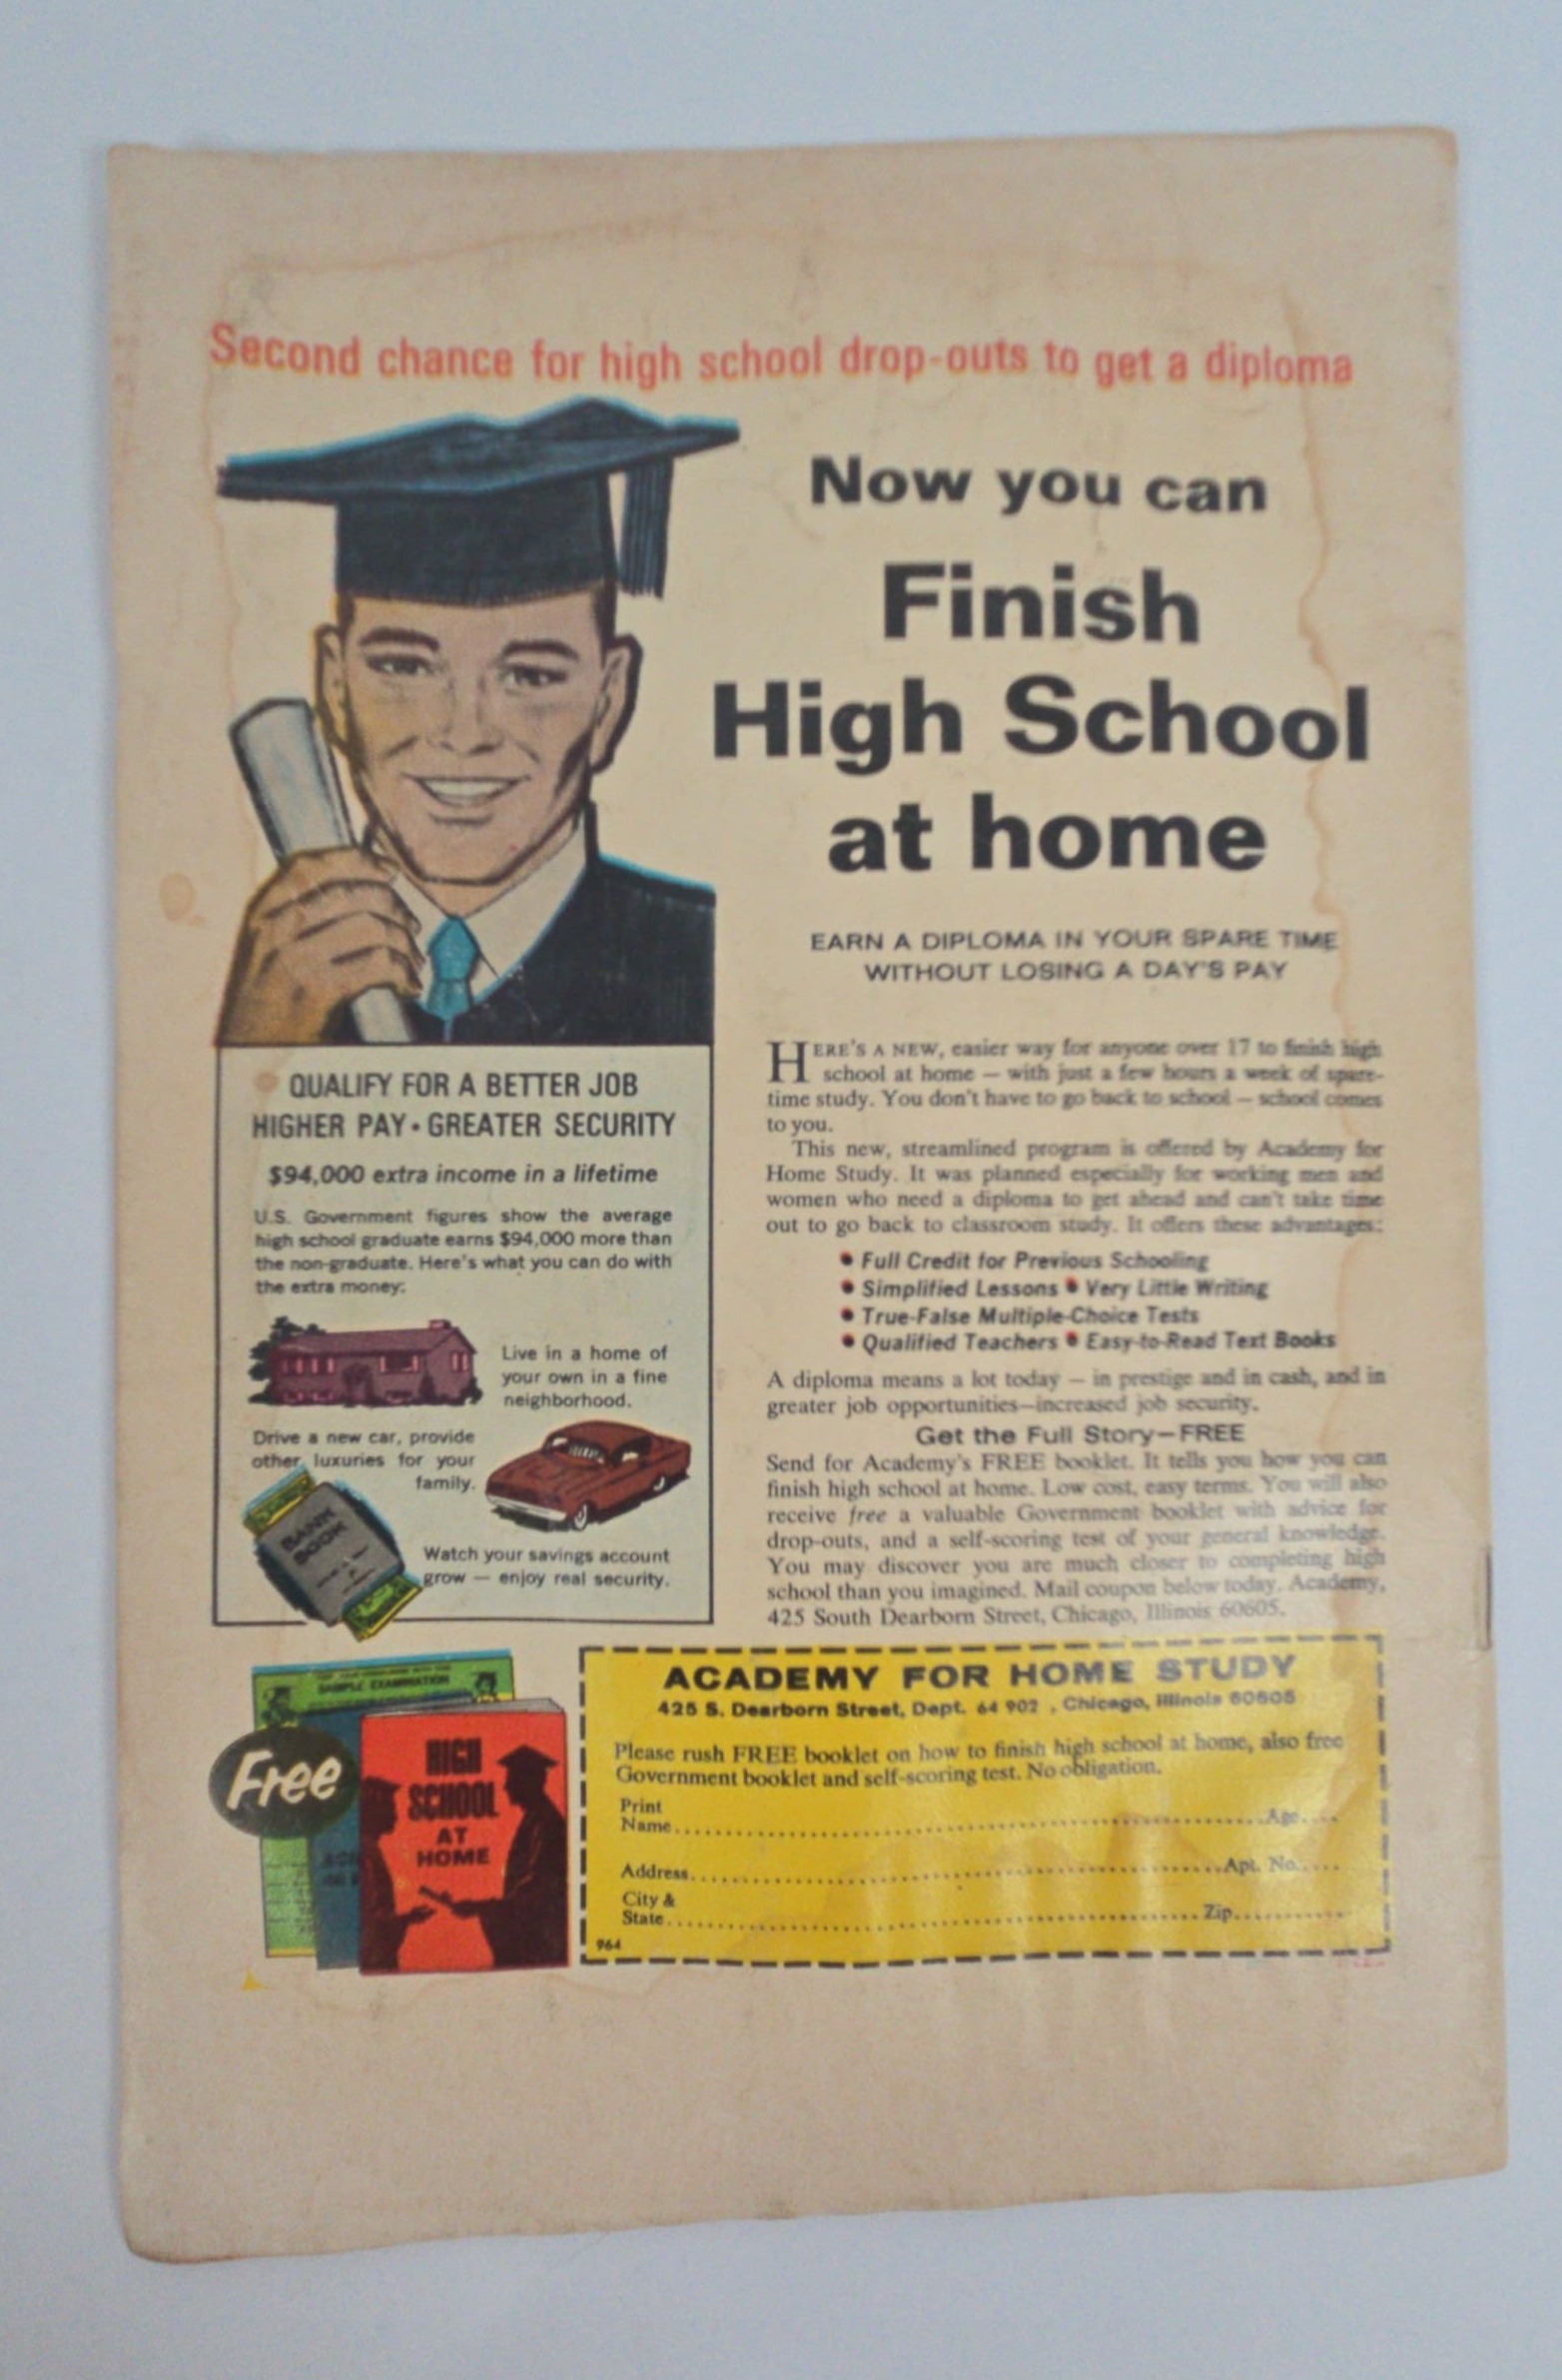 Second chance for high school drop-outs to get a diploma
Now you can
Finish
High School
at home
EARN A DIPLOMA IN YOUR SPARE TIME
WITHOUT LOSING A DAY'S PAY
HERE'S A NEW, easier way for anyone over 17 to finish high
school at home — with just a few hours a week of spare-
time study. You don't have to go back to school — school comes
to you.
This new, streamlined program is offered by Academy for
Home Study. It was planned especially for working men and
women who need a diploma to get ahead and can't take time
out to go back to classroom study. It offers these advantages:
• Full Credit for Previous Schooling
• Simplified Lessons • Very Little Writing
• True-False Multiple-Choice Tests
• Qualified Teachers • Easy-to-Read Text Books
A diploma means a lot today — in prestige and in cash, and in
greater job opportunities—increased job security.
Get the Full Story—FREE
Send for Academy's FREE booklet. It tells you how you can
finish high school at home. Low cost, easy terms. You will also
receive free a valuable Government booklet with advice for
drop-outs, and a self-scoring test of your general knowledge.
You may discover you are much closer to completing high
school than you imagined. Mail coupon below today. Academy,
425 South Dearborn Street, Chicago, Illinois 60605.
QUALIFY FOR A BETTER JOB
HIGHER PAY • GREATER SECURITY
$94,000 extra income in a lifetime
U.S. Government figures show the average
high school graduate earns $94,000 more than
the non-graduate. Here's what you can do with
the extra money:
Live in a home of
your own in a fine
neighborhood.
Drive a new car, provide
other luxuries for your
family.
BANK
BOOK
Watch your savings account
grow — enjoy real security.
SAMPLE EXAMINATION
Free
HIGH
SCHOOL
AT
HOME
ACADEMY FOR HOME STUDY
425 S. Dearborn Street, Dept. 64 902 , Chicago, Illinois 60605
Please rush FREE booklet on how to finish high school at home, also free
Government booklet and self-scoring test. No obligation.
Print
Name Age
Address Apt. No.
City &
State Zip
964